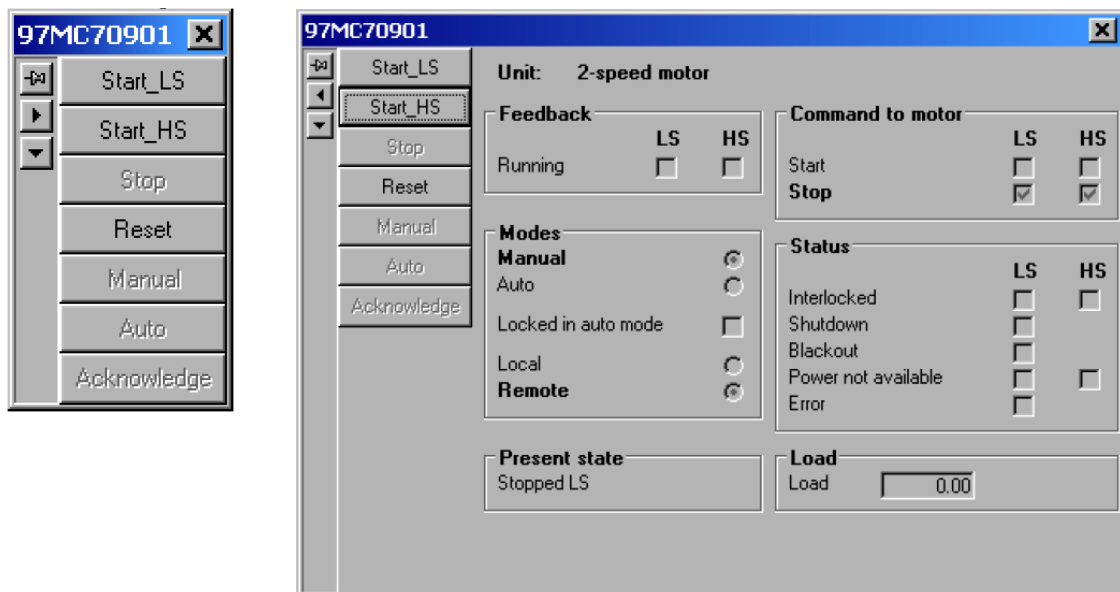 97MC70901
Start_LS
Start_HS
Stop
Reset
Manual
Auto
Acknowledge
97MC70901
Start_LS
Start_HS
Stop
Reset
Manual
Auto
Acknowledge
Unit: 2-speed motor
Feedback
LS HS
Running
Command to motor
LS HS
Start
Stop
Modes
Manual
Auto
Locked in auto mode
Local
Remote
Status
LS HS
Interlocked
Shutdown
Blackout
Power not available
Error
Present state
Stopped LS
Load
Load 0.00